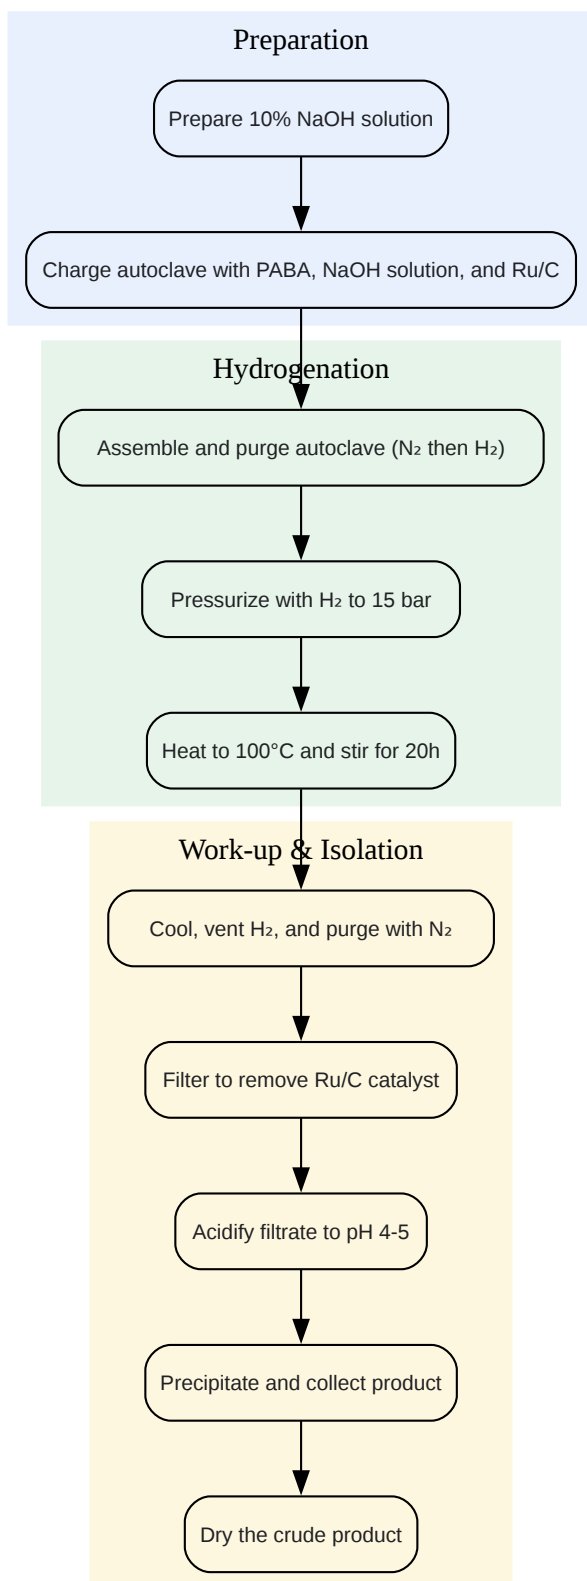 Preparation
Prepare 10% NaOH solution
Charge autoclave with PABA, NaOH solution, and Ru/C
Hydrogenation
Assemble and purge autoclave (N₂ then H₂)
Pressurize with H₂ to 15 bar
Heat to 100°C and stir for 20h
Work-up & Isolation
Cool, vent H₂, and purge with N₂
Filter to remove Ru/C catalyst
Acidify filtrate to pH 4-5
Precipitate and collect product
Dry the crude product